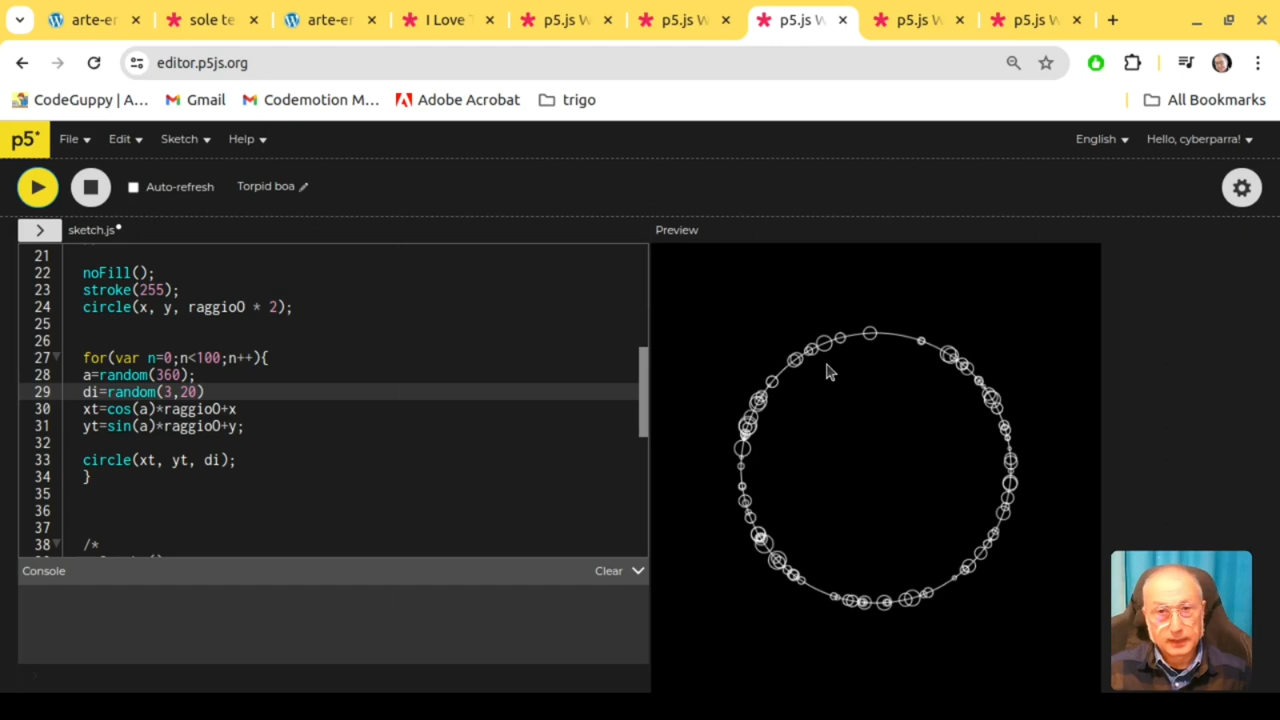 arte-er
sole te
arte-er
I Love T
p5.js W
p5.js W
p5.js W
p5.js W
p5.js W
editor.p5js.org
CodeGuppy | A...
Gmail
Codemotion M...
Adobe Acrobat
trigo
All Bookmarks
p5*
File
Edit
Sketch
Help
English
Hello, cyberparra!
Auto-refresh
Torpid boa
sketch.js
Preview
21
22 noFill();
23 stroke(255);
24 circle(x, y, raggioO * 2);
25
26
27 for(var n=0;n<100;n++){
28 a=random(360);
29 di=random(3,20)
30 xt=cos(a)*raggioO+x
31 yt=sin(a)*raggioO+y;
32
33 circle(xt, yt, di);
34 }
35
36
37
38 /*
Console
Clear